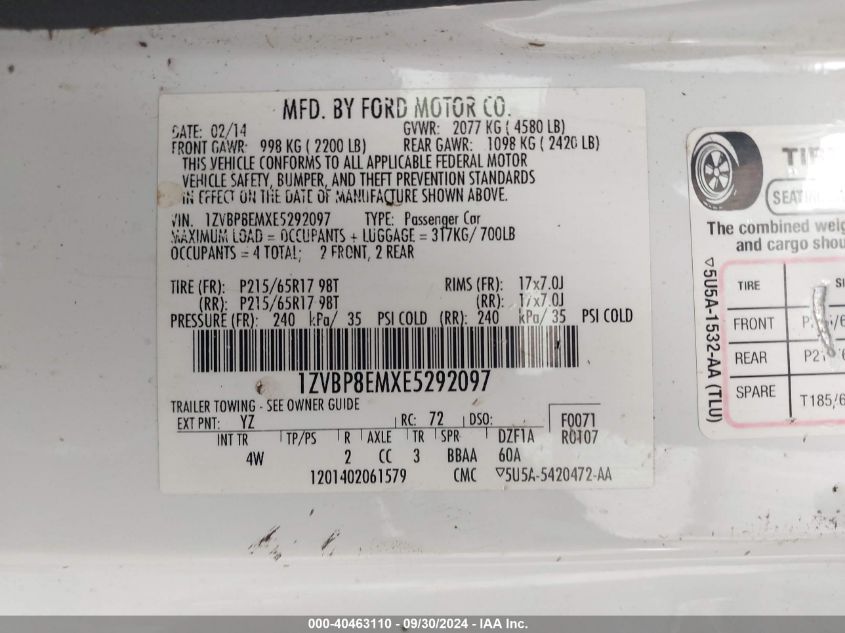 MFD. BY FORD MOTOR CO.
DATE: 02/14 GVWR: 2077 KG ( 4580 LB)
FRONT GAWR: 998 KG ( 2200 LB) REAR GAWR: 1098 KG ( 2420 LB)
THIS VEHICLE CONFORMS TO ALL APPLICABLE FEDERAL MOTOR
VEHICLE SAFETY, BUMPER, AND THEFT PREVENTION STANDARDS
IN EFFECT ON THE DATE OF MANUFACTURE SHOWN ABOVE.
VIN: 1ZVBP8EMXE5292097 TYPE: Passenger Car
MAXIMUM LOAD = OCCUPANTS + LUGGAGE = 317KG/ 700LB
OCCUPANTS = 4 TOTAL; 2 FRONT, 2 REAR
TIRE (FR): P215/65R17 98T RIMS (FR): 17x7.0J
(RR): P215/65R17 98T (RR): 17x7.0J
PRESSURE (FR): 240 kPa/ 35 PSI COLD (RR): 240 kPa/ 35 PSI COLD
1ZVBP8EMXE5292097
TRAILER TOWING - SEE OWNER GUIDE
EXT PNT: YZ RC: 72 DSO: F0071
INT TR TP/PS R AXLE TR SPR DZF1A R0107
4W 2 CC 3 BBAA 60A
1201402061579 CMC ▽5U5A-5420472-AA
TIR
SEATING
The combined weig
and cargo shou
▽5U5A-1532-AA (TLU)
TIRE SI
FRONT
REAR
SPARE T185/6
000-40463110 - 09/30/2024 - IAA Inc.